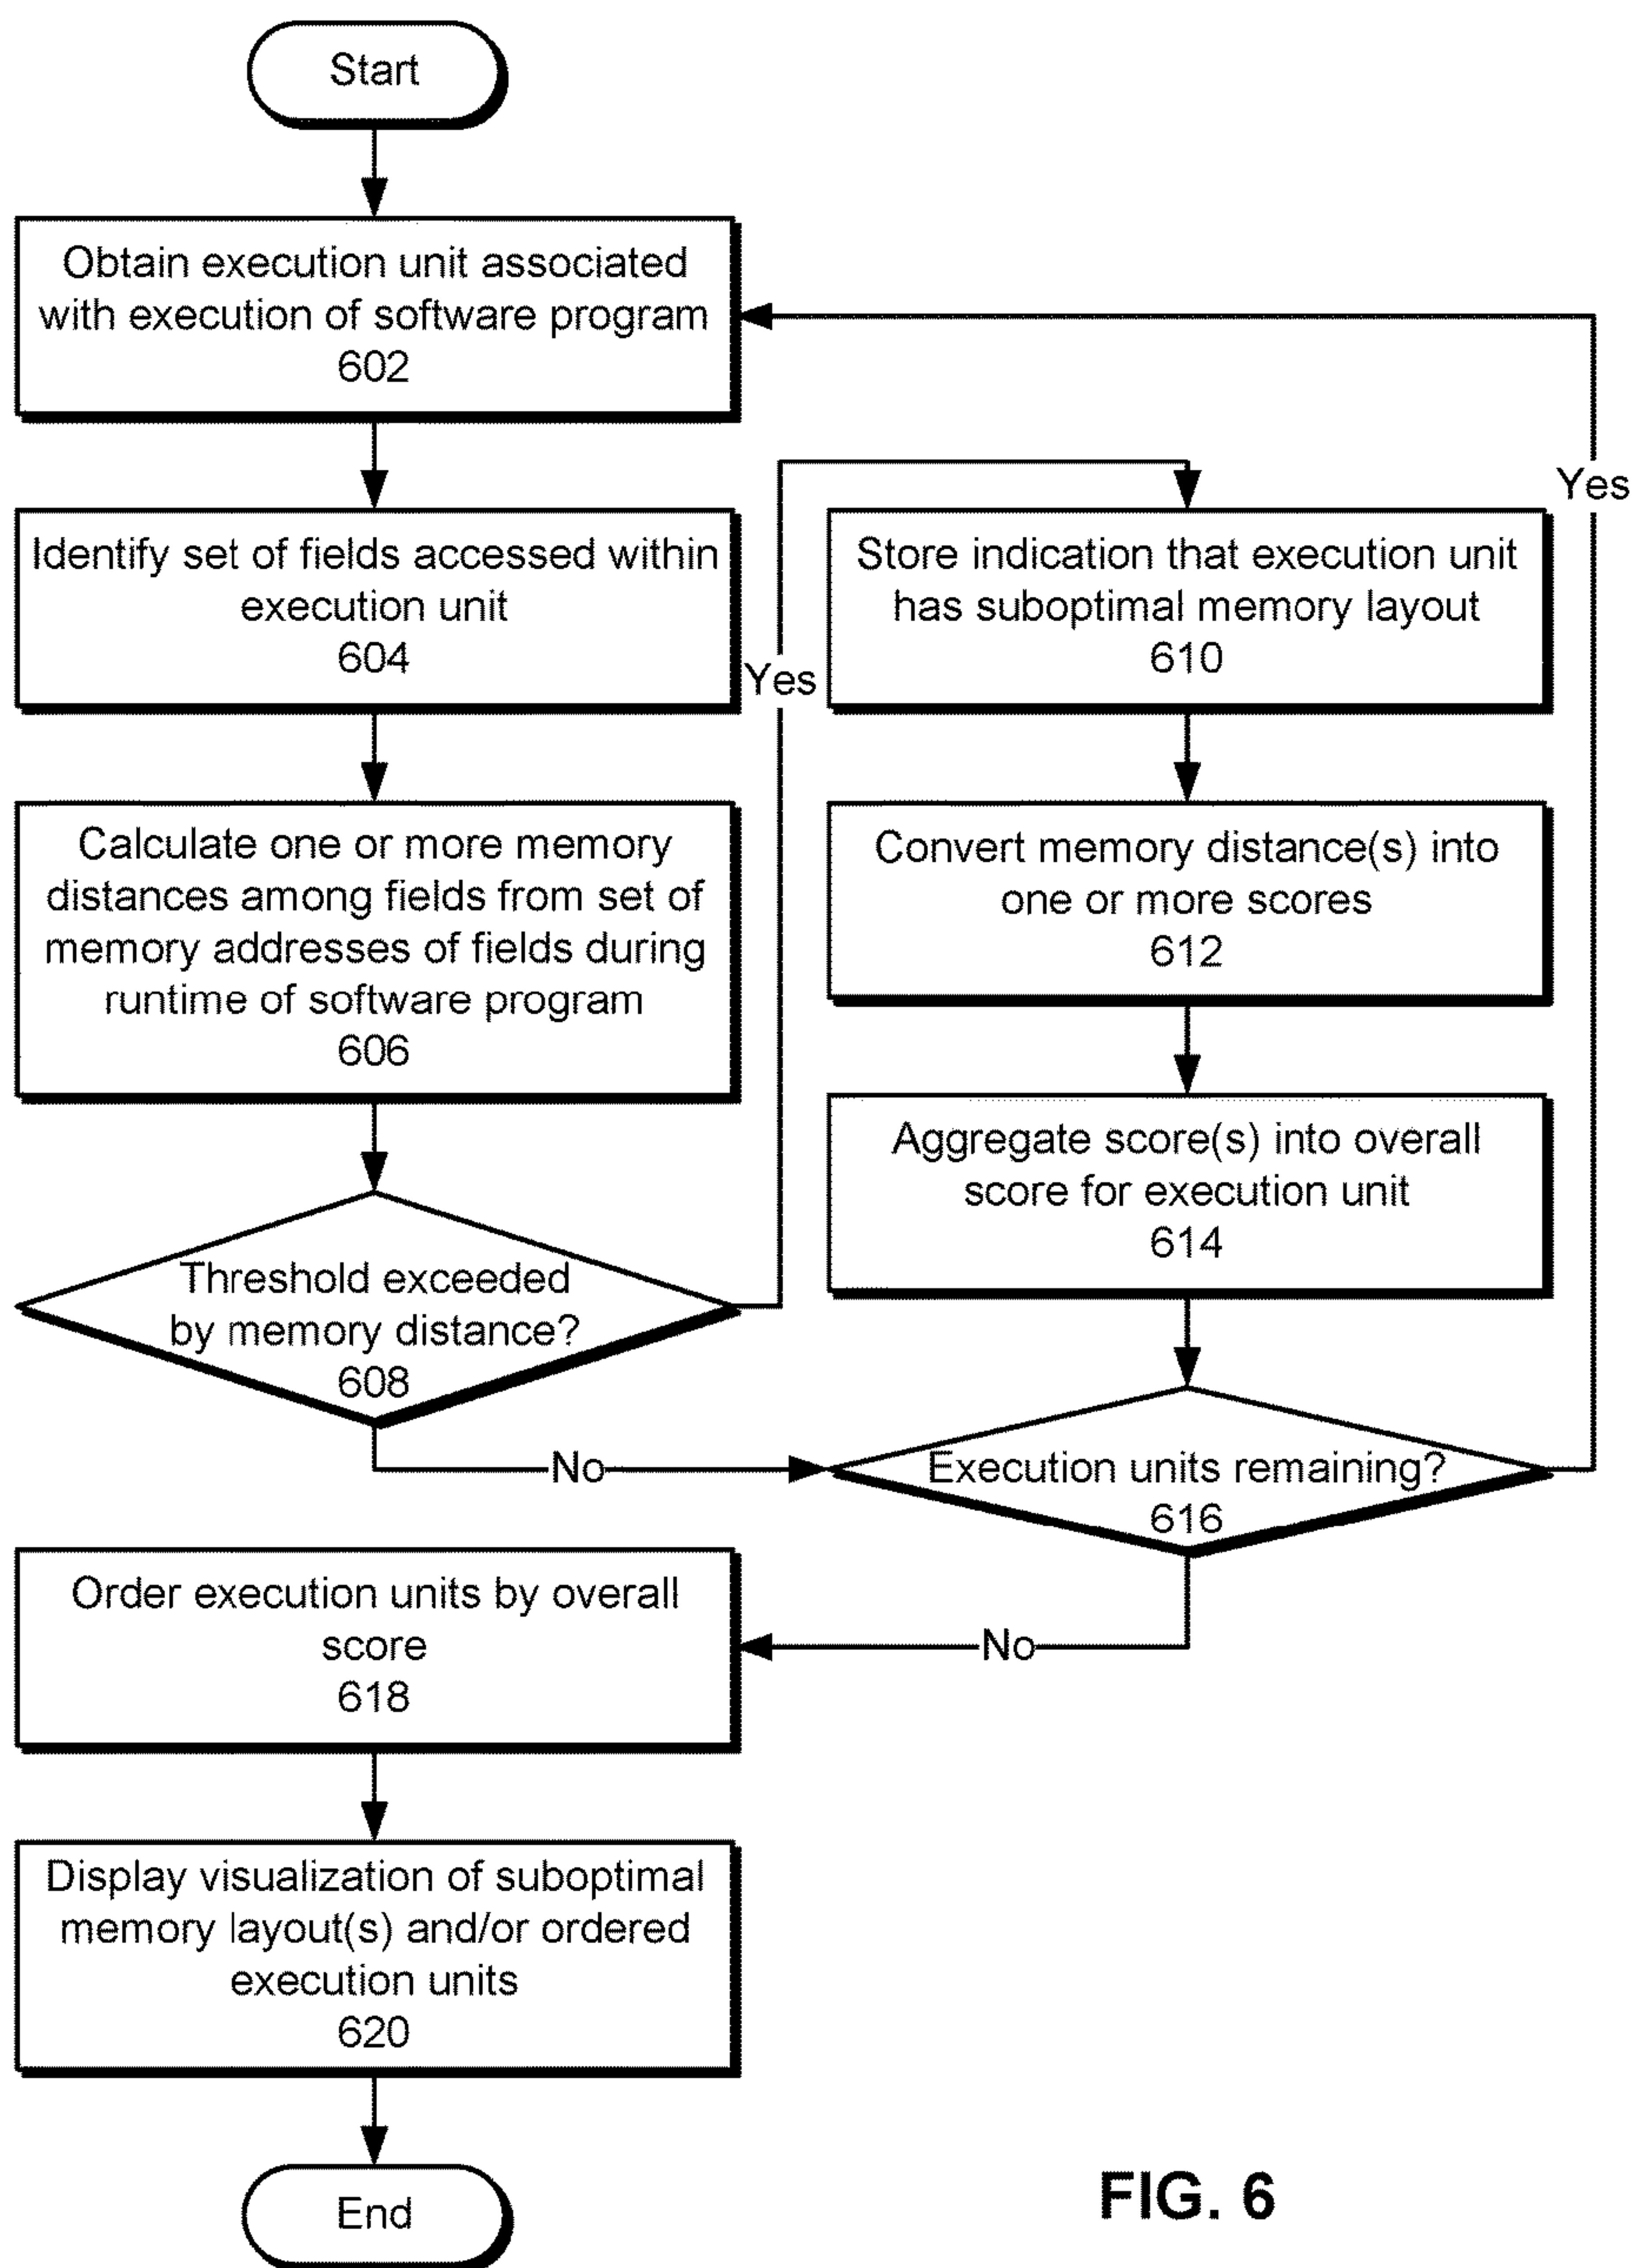 Start
Obtain execution unit associated
with execution of software program
602
Identify set of fields accessed within
execution unit
604
Calculate one or more memory
distances among fields from set of
memory addresses of fields during
runtime of software program
606
Threshold exceeded
by memory distance?
608
Yes
No
Store indication that execution unit
has suboptimal memory layout
610
Convert memory distance(s) into
one or more scores
612
Aggregate score(s) into overall
score for execution unit
614
Execution units remaining?
616
Yes
No
Order execution units by overall
score
618
Display visualization of suboptimal
memory layout(s) and/or ordered
execution units
620
End
FIG. 6